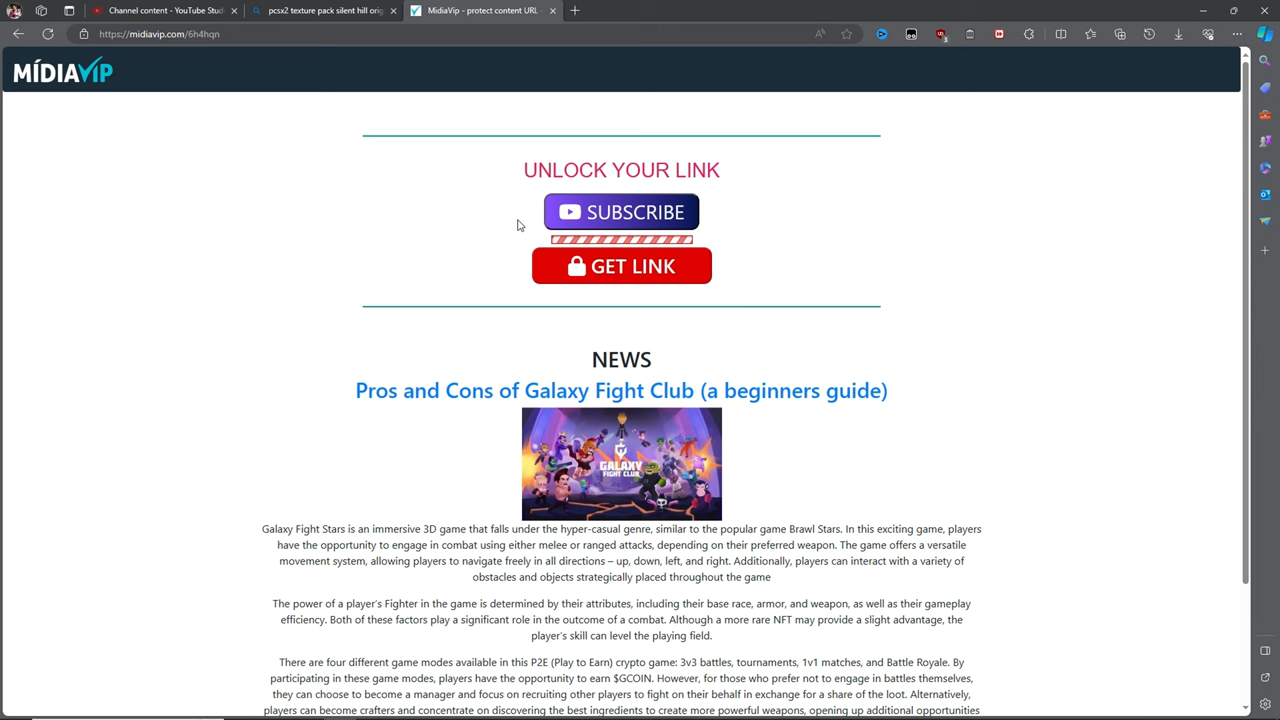 Channel content - YouTube Stud
pcsx2 texture pack silent hill orig
MidiaVip - protect content URL -
https://midiavip.com/6h4hqn
3
MÍDIAVIP
UNLOCK YOUR LINK
SUBSCRIBE
GET LINK
NEWS
Pros and Cons of Galaxy Fight Club (a beginners guide)
GALAXY
FIGHT CLUB
Galaxy Fight Stars is an immersive 3D game that falls under the hyper-casual genre, similar to the popular game Brawl Stars. In this exciting game, players
have the opportunity to engage in combat using either melee or ranged attacks, depending on their preferred weapon. The game offers a versatile
movement system, allowing players to navigate freely in all directions – up, down, left, and right. Additionally, players can interact with a variety of
obstacles and objects strategically placed throughout the game
The power of a player's Fighter in the game is determined by their attributes, including their base race, armor, and weapon, as well as their gameplay
efficiency. Both of these factors play a significant role in the outcome of a combat. Although a more rare NFT may provide a slight advantage, the
player's skill can level the playing field.
There are four different game modes available in this P2E (Play to Earn) crypto game: 3v3 battles, tournaments, 1v1 matches, and Battle Royale. By
participating in these game modes, players have the opportunity to earn $GCOIN. However, for those who prefer not to engage in battles themselves,
they can choose to become a manager and focus on recruiting other players to fight on their behalf in exchange for a share of the loot. Alternatively,
players can become crafters and concentrate on discovering the best ingredients to create more powerful weapons, opening up additional opportunities